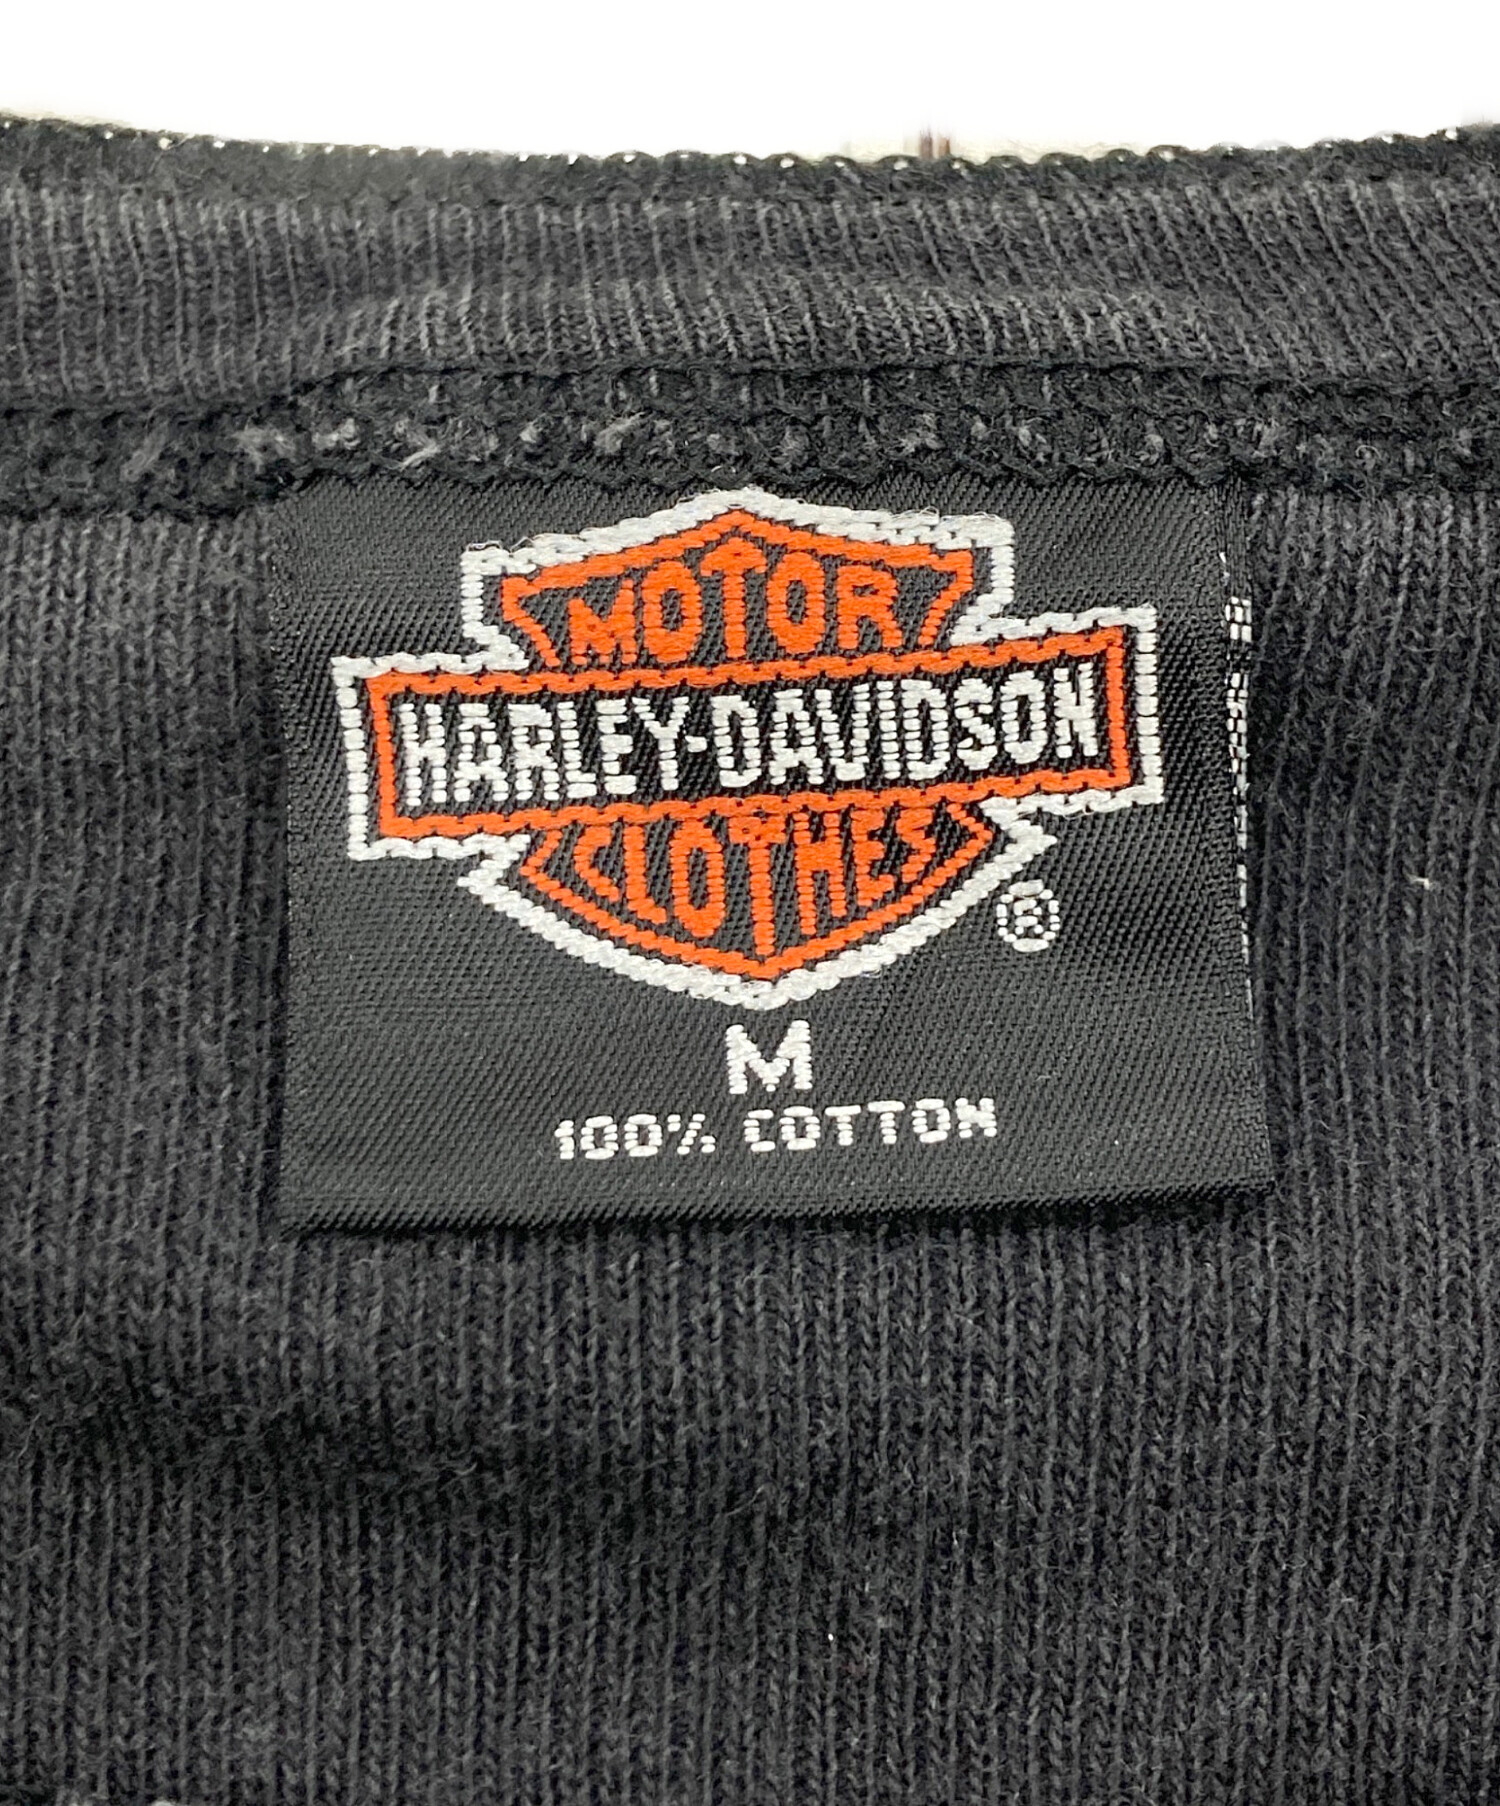 MOTOR
HARLEY-DAVIDSON
CLOTHES
®
M
100% COTTON